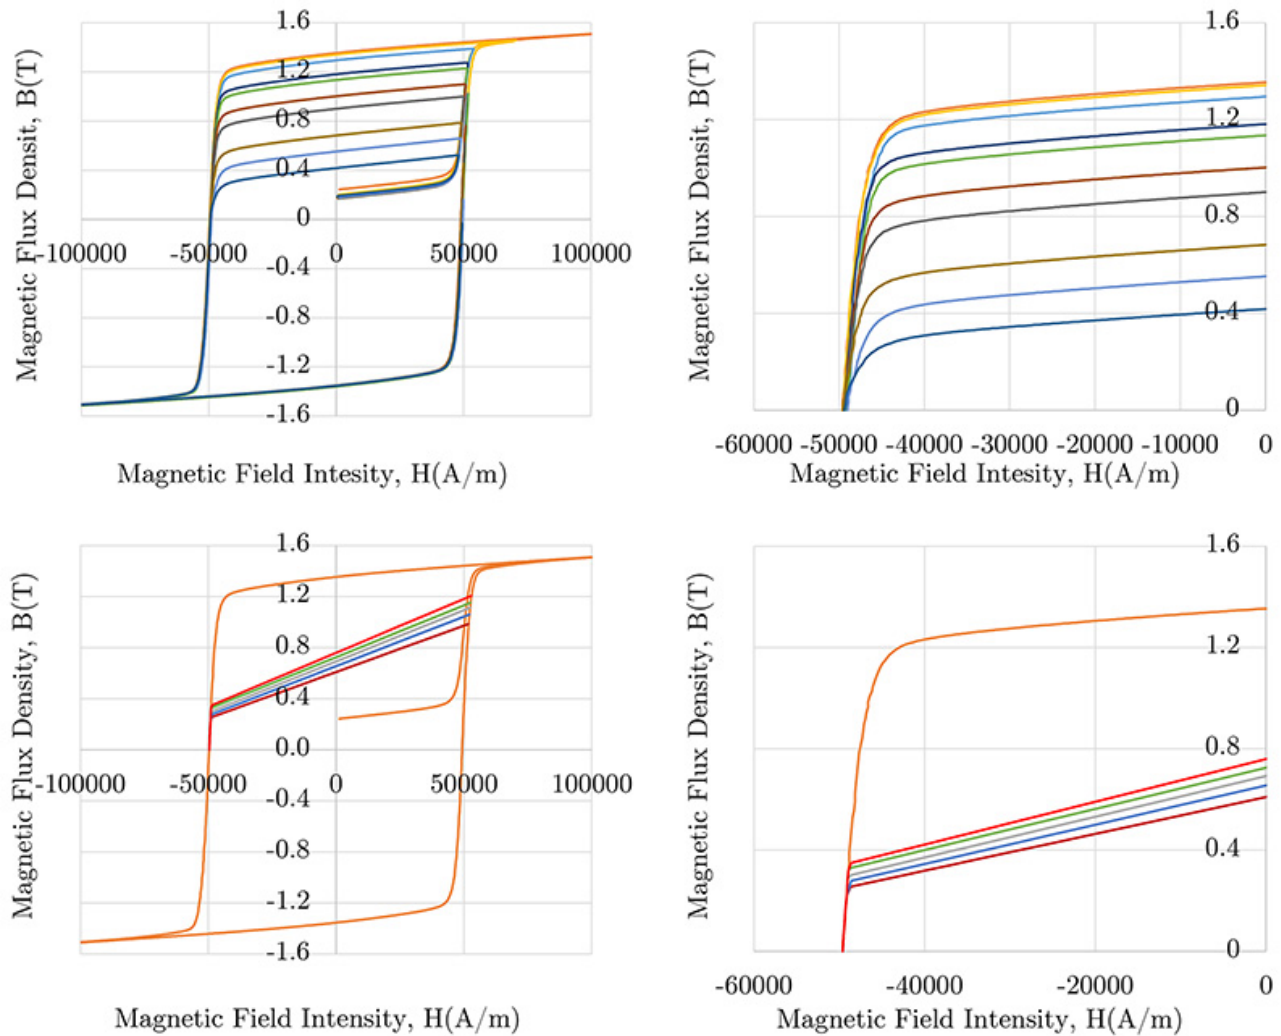 Magnetic Flux Densit, B(T)
1.6
1.2
0.8
0.4
0
-100000 -50000 0 50000 100000
-0.4
-0.8
-1.2
-1.6
Magnetic Field Intesity, H(A/m)
Magnetic Flux Density, B(T)
1.6
1.2
0.8
0.4
0
-60000 -50000 -40000 -30000 -20000 -10000 0
Magnetic Field Intesity, H(A/m)
Magnetic Flux Density, B(T)
1.6
1.2
0.8
0.4
0.0
-100000 -50000 0 50000 100000
-0.4
-0.8
-1.2
-1.6
Magnetic Field Intensity, H(A/m)
Magnetic Flux Density, B(T)
1.6
1.2
0.8
0.4
0
-60000 -40000 -20000 0
Magnetic Field Intensity, H(A/m)